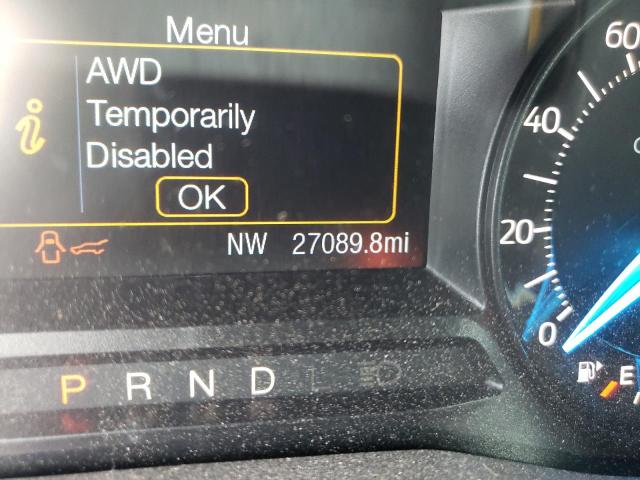 Menu
AWD
Temporarily
Disabled
OK
NW 27089.8mi
P R N D L
60
40
20
0
E